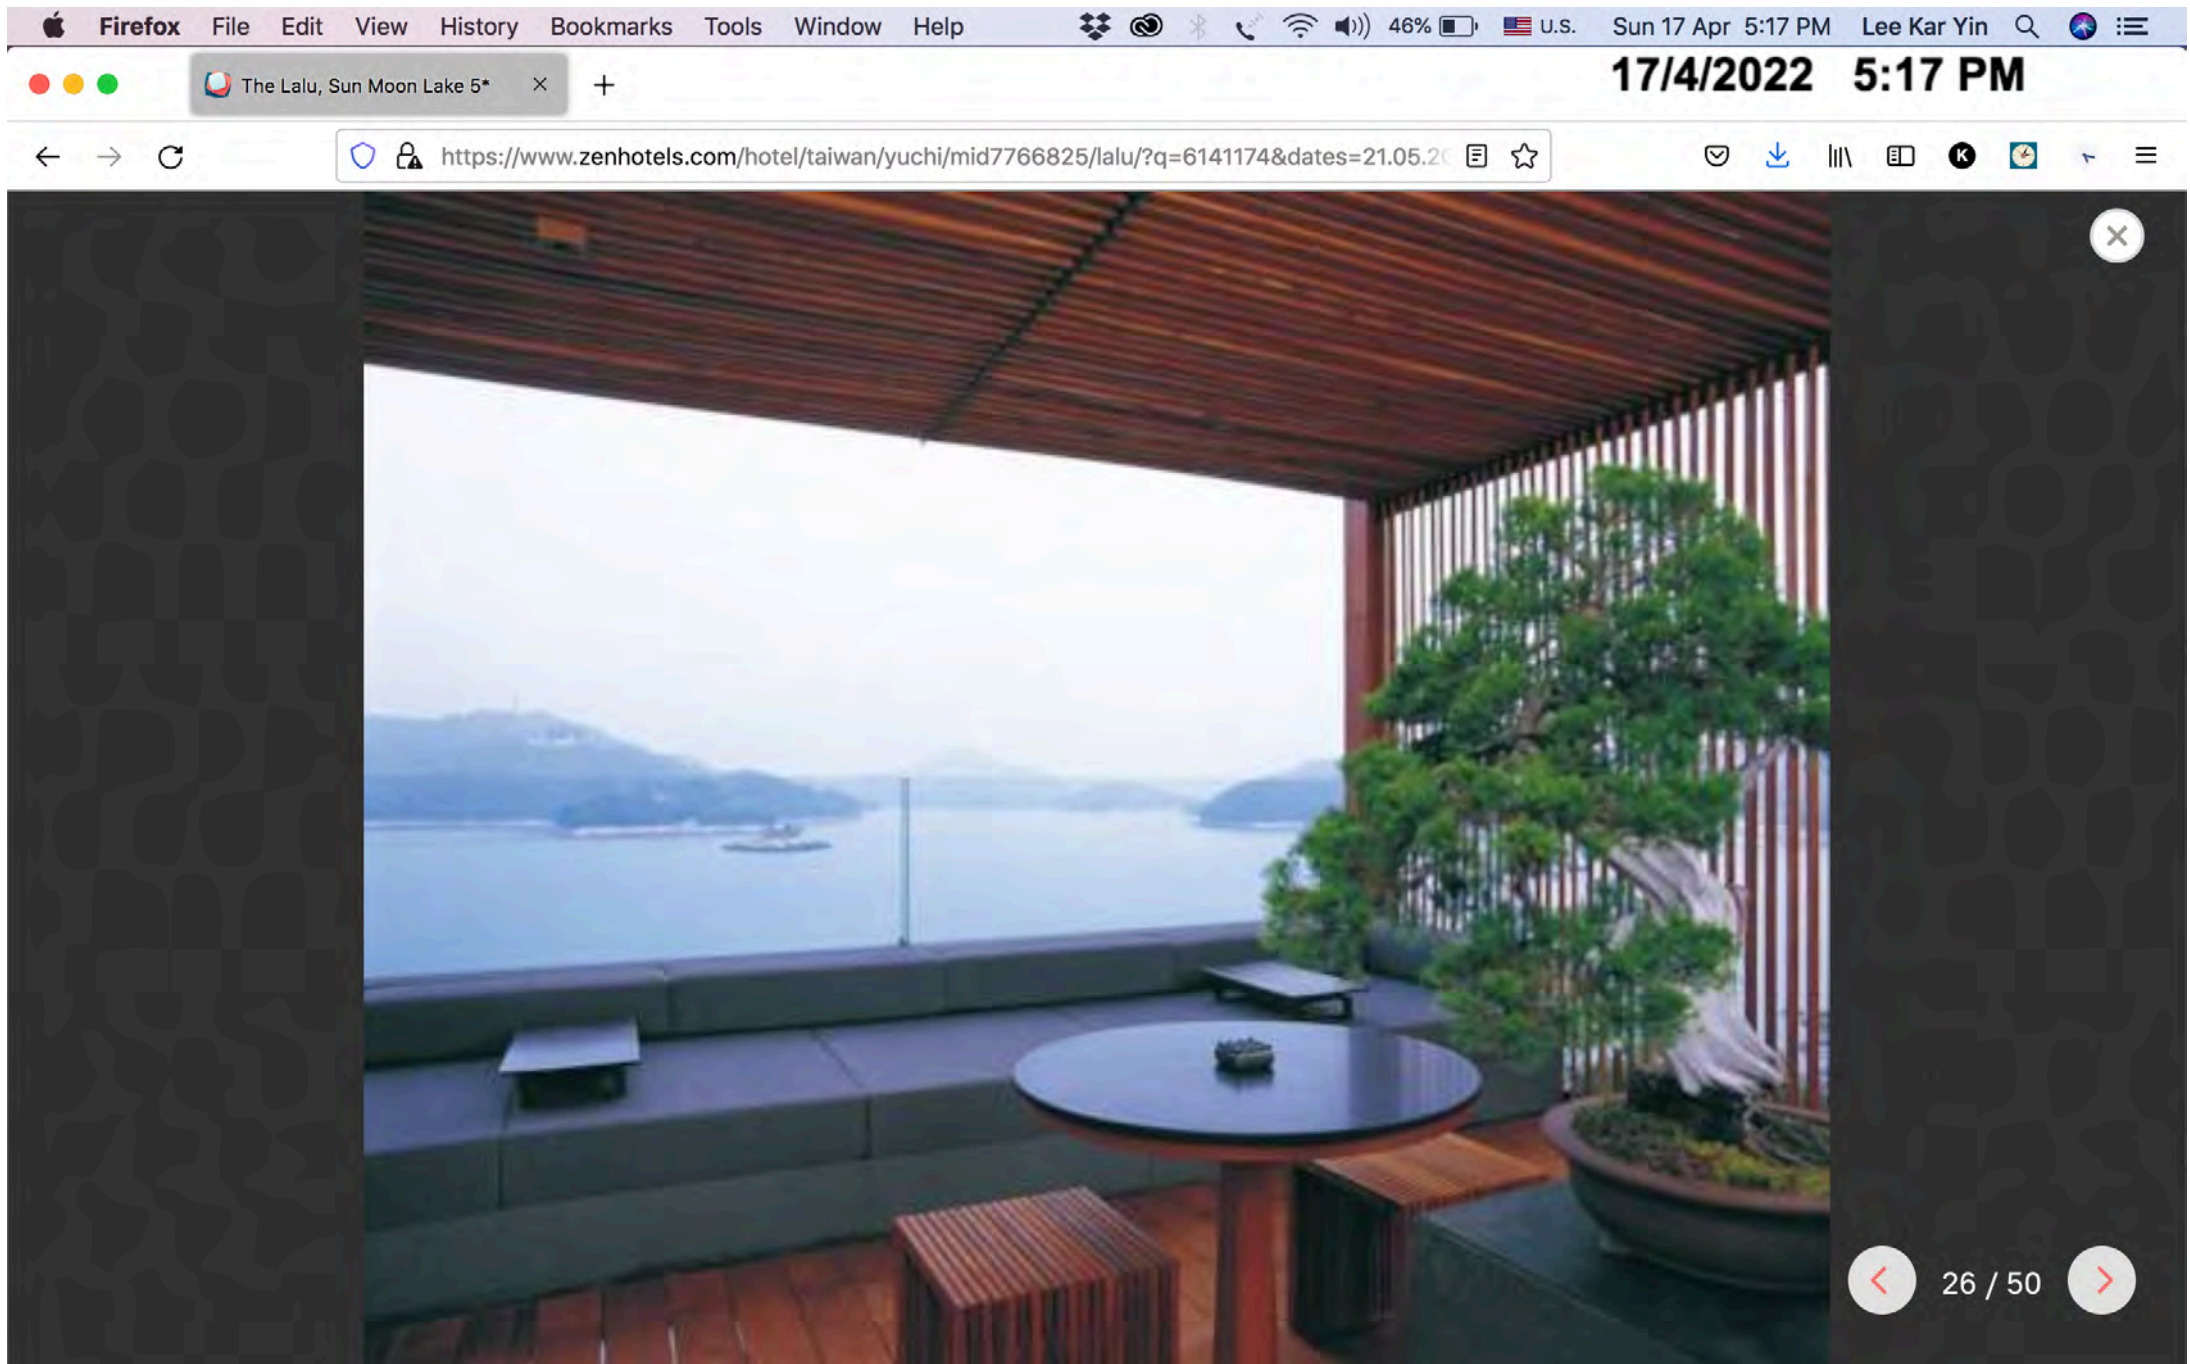 Firefox File Edit View History Bookmarks Tools Window Help 46% U.S. Sun 17 Apr 5:17 PM Lee Kar Yin
The Lalu, Sun Moon Lake 5*
17/4/2022 5:17 PM
https://www.zenhotels.com/hotel/taiwan/yuchi/mid7766825/lalu/?q=6141174&dates=21.05.2
K
26 / 50